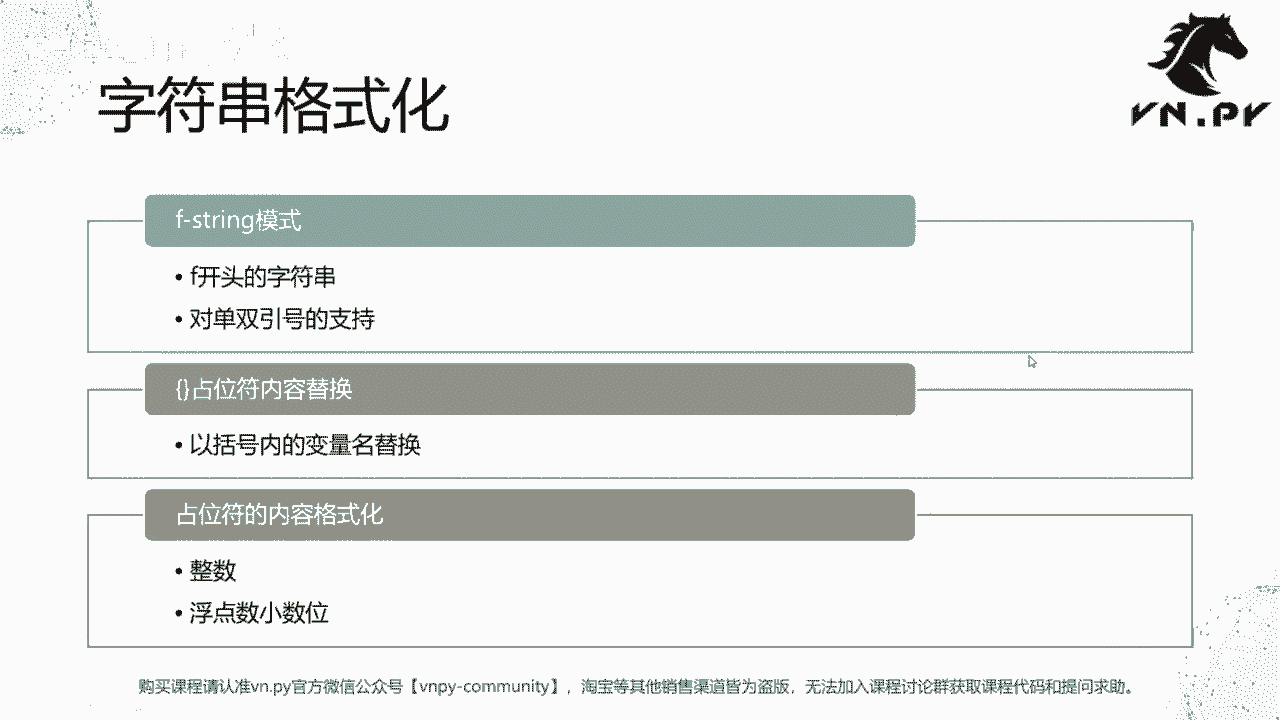 字符串格式化
VN.PY
f-string模式
• f开头的字符串
• 对单双引号的支持
{}占位符内容替换
• 以括号内的变量名替换
占位符的内容格式化
• 整数
• 浮点数小数位
购买课程请认准vn.py官方微信公众号【vnpy-community】，淘宝等其他销售渠道皆为盗版，无法加入课程讨论群获取课程代码和提问求助。